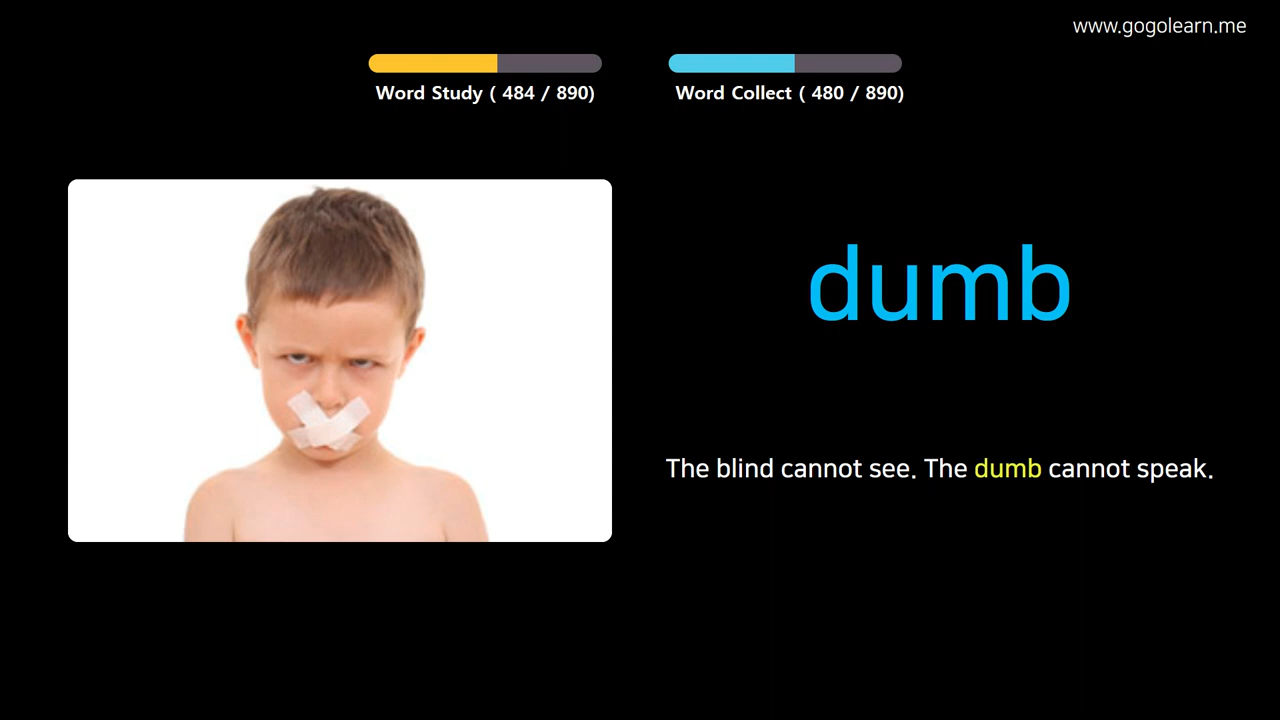 www.gogolearn.me
Word Study ( 484 / 890)
Word Collect ( 480 / 890)
dumb
The blind cannot see. The dumb cannot speak.